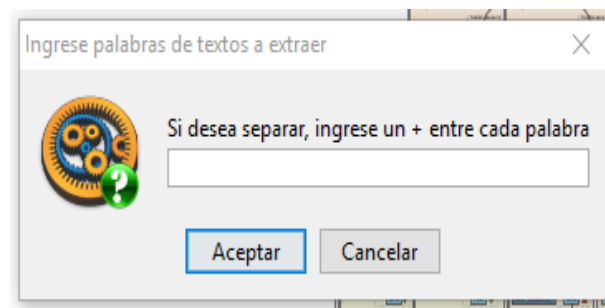 Ingrese palabras de textos a extraer
Si desea separar, ingrese un + entre cada palabra
Aceptar
Cancelar